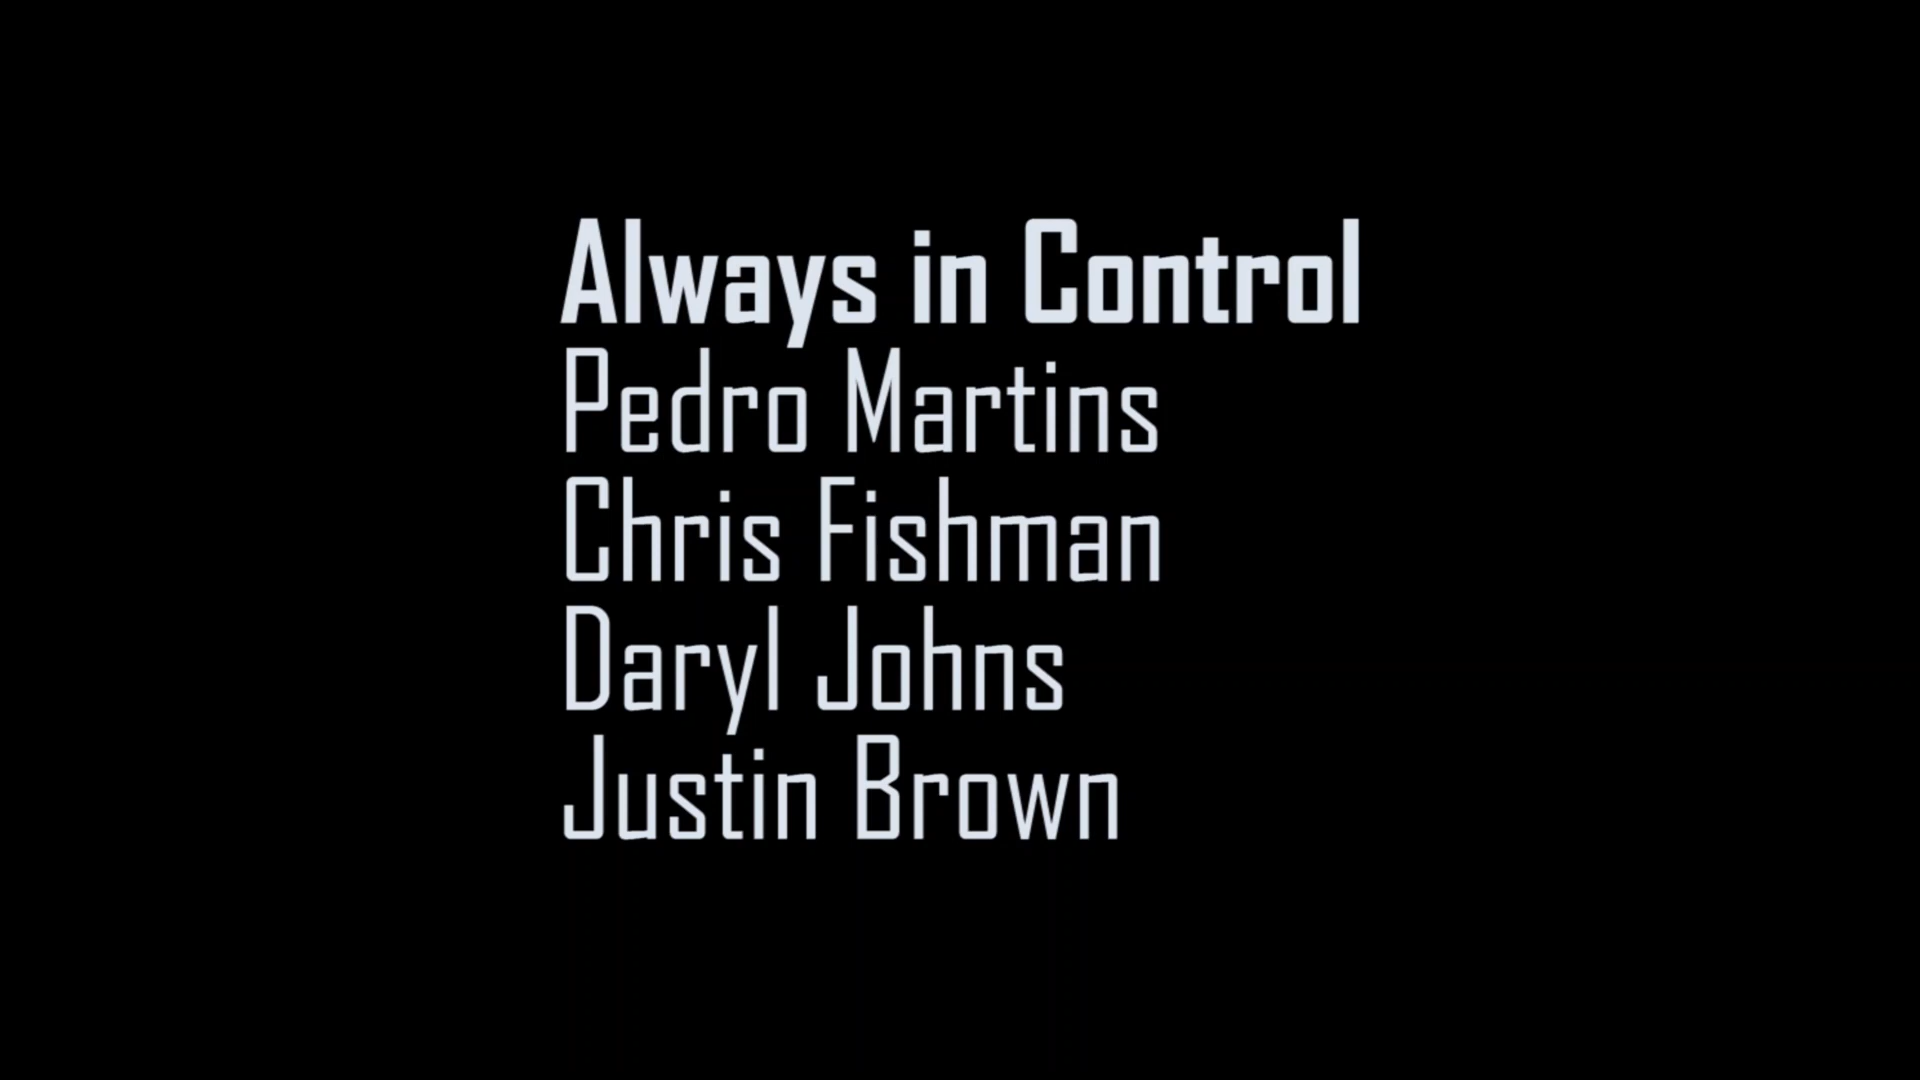 Always in Control
Pedro Martins
Chris Fishman
Daryl Johns
Justin Brown